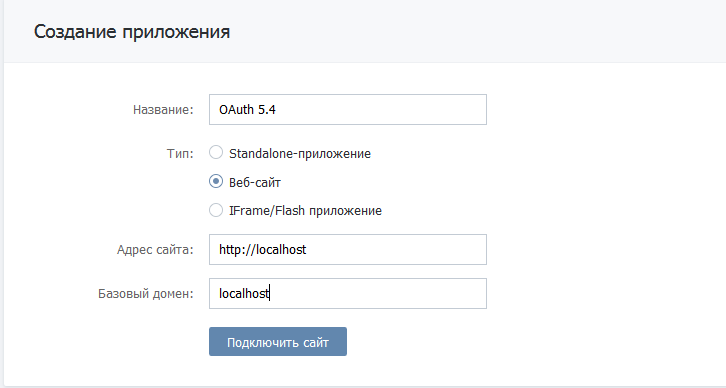 Создание приложения
Название: OAuth 5.4
Тип: Standalone-приложение
Веб-сайт
IFrame/Flash приложение
Адрес сайта: http://localhost
Базовый домен: localhost
Подключить сайт